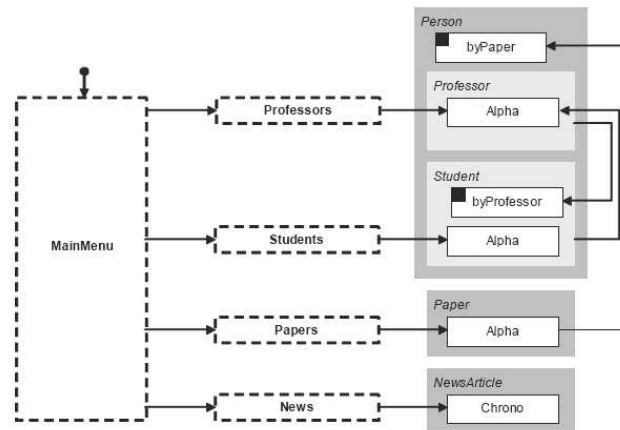 Person
byPaper
Professor
Professors
Alpha
Student
byProfessor
MainMenu
Students
Alpha
Paper
Papers
Alpha
NewsArticle
News
Chrono